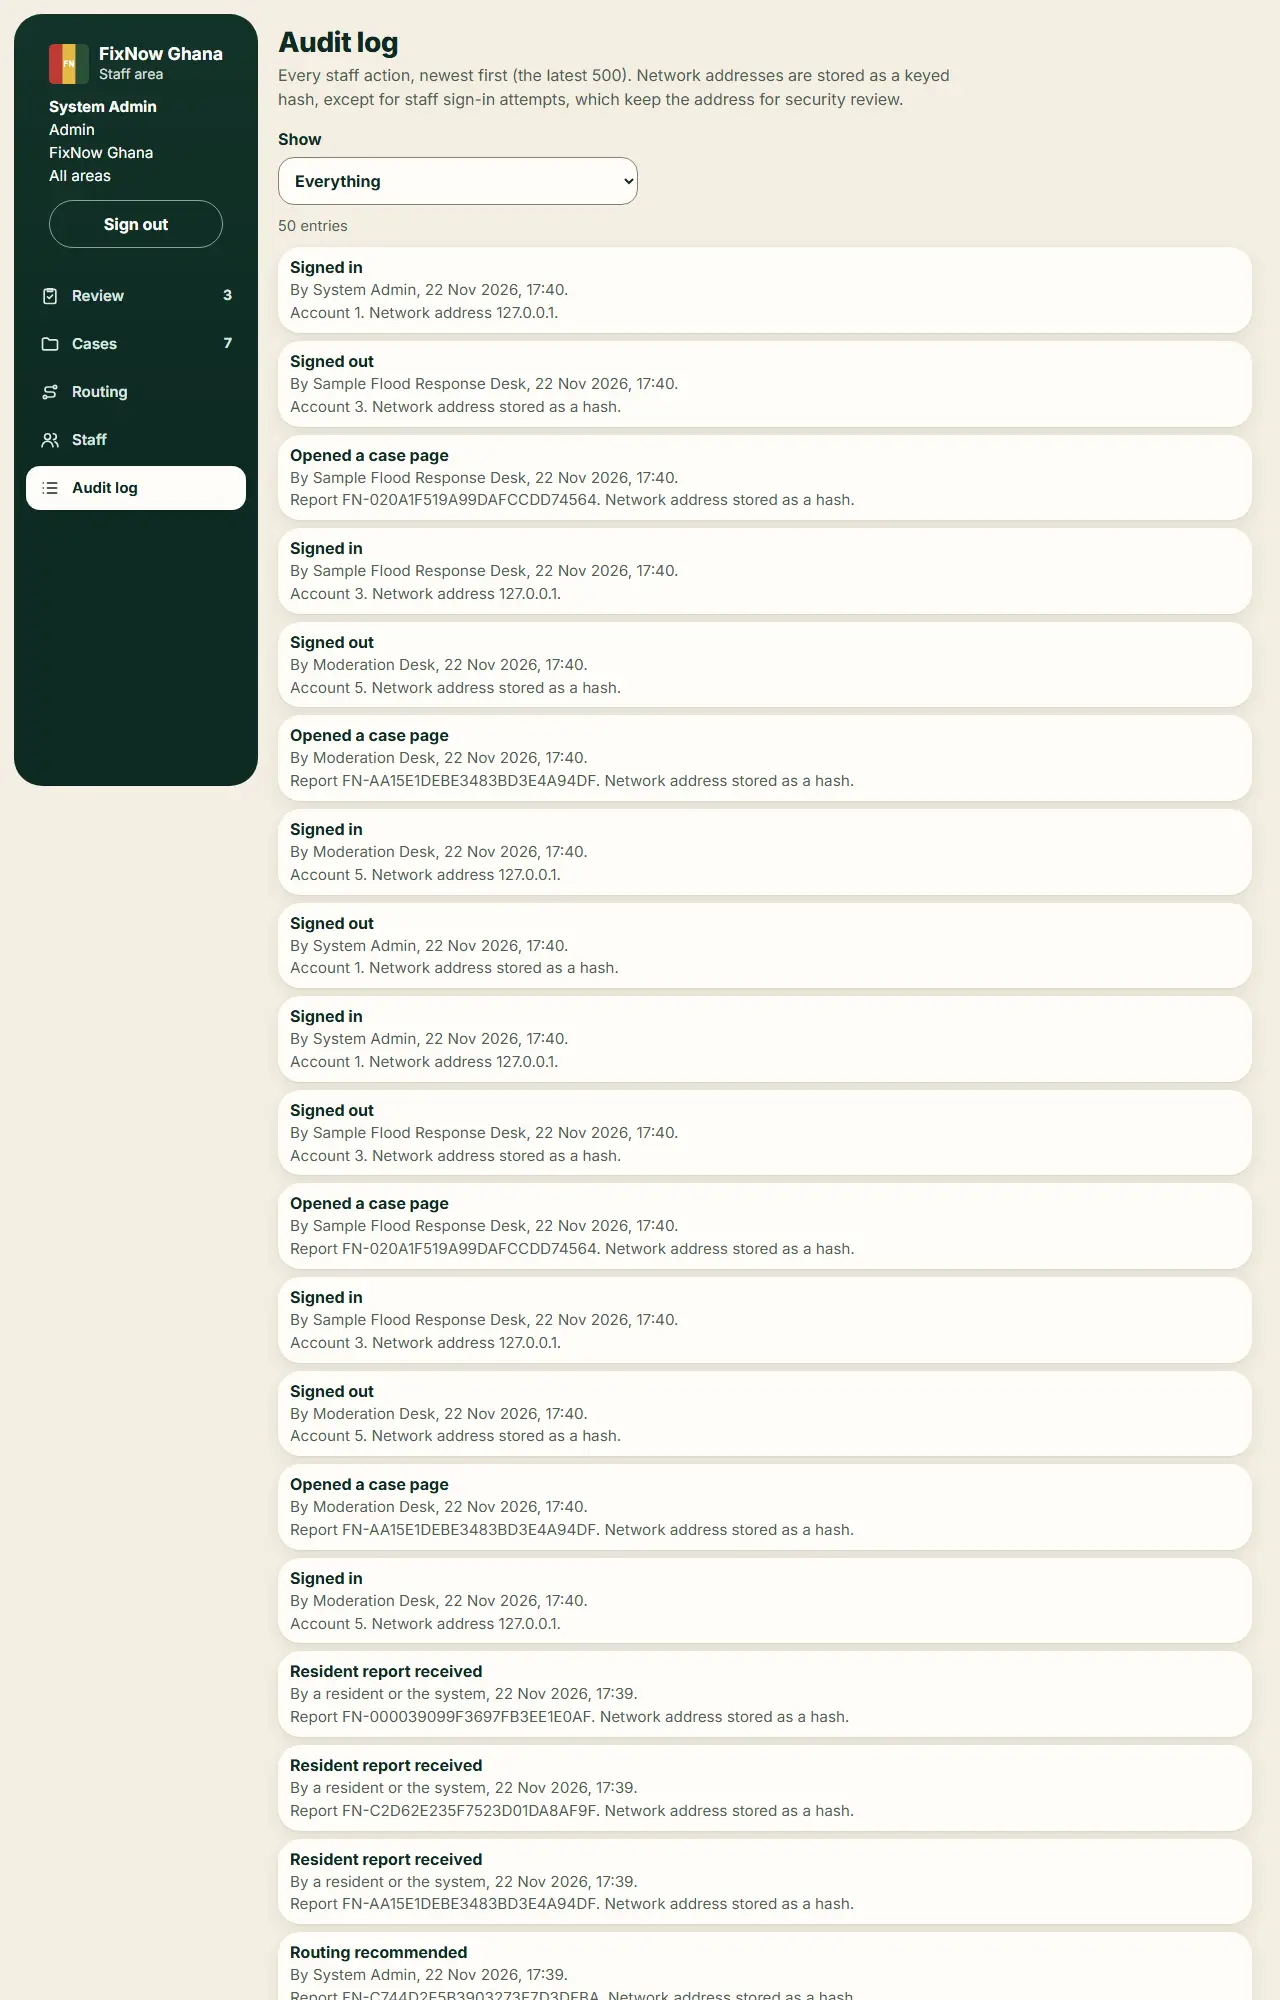 FN
FixNow Ghana
Staff area
System Admin
Admin
FixNow Ghana
All areas
Sign out
Review 3
Cases 7
Routing
Staff
Audit log
Audit log
Every staff action, newest first (the latest 500). Network addresses are stored as a keyed
hash, except for staff sign-in attempts, which keep the address for security review.
Show
Everything
50 entries
Signed in
By System Admin, 22 Nov 2026, 17:40.
Account 1. Network address 127.0.0.1.
Signed out
By Sample Flood Response Desk, 22 Nov 2026, 17:40.
Account 3. Network address stored as a hash.
Opened a case page
By Sample Flood Response Desk, 22 Nov 2026, 17:40.
Report FN-020A1F519A99DAFCCDD74564. Network address stored as a hash.
Signed in
By Sample Flood Response Desk, 22 Nov 2026, 17:40.
Account 3. Network address 127.0.0.1.
Signed out
By Moderation Desk, 22 Nov 2026, 17:40.
Account 5. Network address stored as a hash.
Opened a case page
By Moderation Desk, 22 Nov 2026, 17:40.
Report FN-AA15E1DEBE3483BD3E4A94DF. Network address stored as a hash.
Signed in
By Moderation Desk, 22 Nov 2026, 17:40.
Account 5. Network address 127.0.0.1.
Signed out
By System Admin, 22 Nov 2026, 17:40.
Account 1. Network address stored as a hash.
Signed in
By System Admin, 22 Nov 2026, 17:40.
Account 1. Network address 127.0.0.1.
Signed out
By Sample Flood Response Desk, 22 Nov 2026, 17:40.
Account 3. Network address stored as a hash.
Opened a case page
By Sample Flood Response Desk, 22 Nov 2026, 17:40.
Report FN-020A1F519A99DAFCCDD74564. Network address stored as a hash.
Signed in
By Sample Flood Response Desk, 22 Nov 2026, 17:40.
Account 3. Network address 127.0.0.1.
Signed out
By Moderation Desk, 22 Nov 2026, 17:40.
Account 5. Network address stored as a hash.
Opened a case page
By Moderation Desk, 22 Nov 2026, 17:40.
Report FN-AA15E1DEBE3483BD3E4A94DF. Network address stored as a hash.
Signed in
By Moderation Desk, 22 Nov 2026, 17:40.
Account 5. Network address 127.0.0.1.
Resident report received
By a resident or the system, 22 Nov 2026, 17:39.
Report FN-000039099F3697FB3EE1E0AF. Network address stored as a hash.
Resident report received
By a resident or the system, 22 Nov 2026, 17:39.
Report FN-C2D62E235F7523D01DA8AF9F. Network address stored as a hash.
Resident report received
By a resident or the system, 22 Nov 2026, 17:39.
Report FN-AA15E1DEBE3483BD3E4A94DF. Network address stored as a hash.
Routing recommended
By System Admin, 22 Nov 2026, 17:39.
Report Network address stored as a hash.